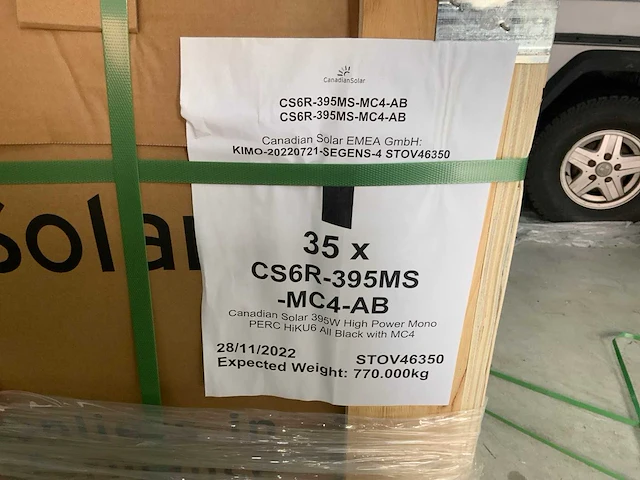 CanadianSolar
CS6R-395MS-MC4-AB
CS6R-395MS-MC4-AB
Canadian Solar EMEA GmbH:
KIMO-20220721-SEGENS-4 STOV46350
35 x
CS6R-395MS
-MC4-AB
Canadian Solar 395W High Power Mono
PERC HiKU6 All Black with MC4
28/11/2022 STOV46350
Expected Weight: 770.000kg
Solar